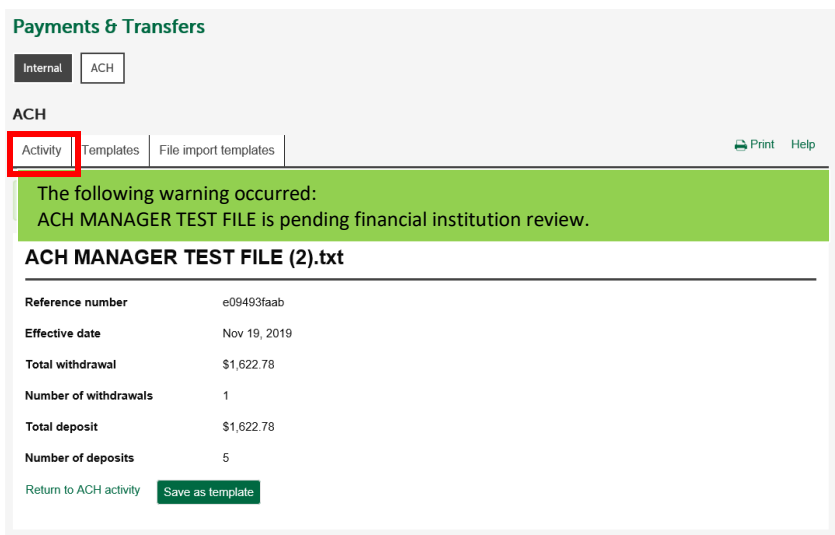 Payments & Transfers
Internal ACH
ACH
Activity Templates File import templates Print Help
The following warning occurred:
ACH MANAGER TEST FILE is pending financial institution review.
ACH MANAGER TEST FILE (2).txt
Reference number e09493faab
Effective date Nov 19, 2019
Total withdrawal $1,622.78
Number of withdrawals 1
Total deposit $1,622.78
Number of deposits 5
Return to ACH activity Save as template